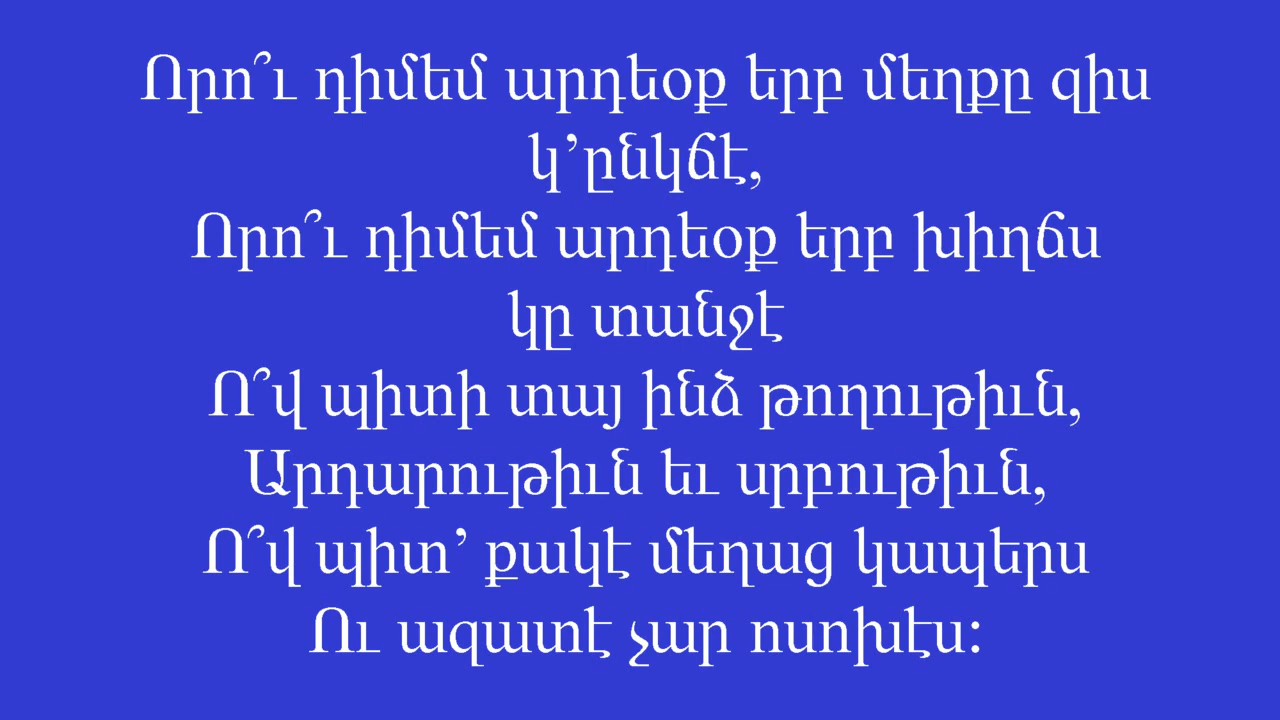 Որո՞ւ դիմեմ արդեօք երբ մեղքը զիս
կ’ընկճէ,
Որո՞ւ դիմեմ արդեօք երբ խիղճս
կը տանջէ
Ո՞վ պիտի տայ ինձ թողութիւն,
Արդարութիւն եւ սրբութիւն,
Ո՞վ պիտ’ քակէ մեղաց կապերս
Ու ազատէ չար ոսոխէս: